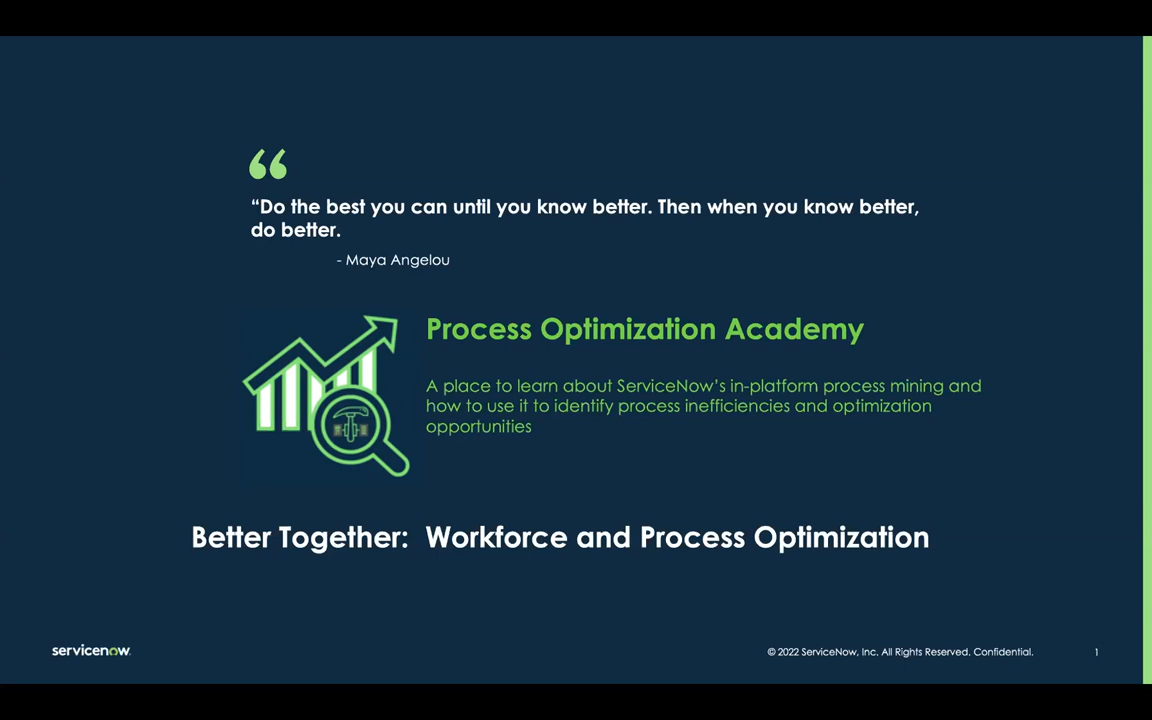 “Do the best you can until you know better. Then when you know better,
do better.
- Maya Angelou
Process Optimization Academy
A place to learn about ServiceNow’s in-platform process mining and
how to use it to identify process inefficiencies and optimization
opportunities
Better Together:  Workforce and Process Optimization
servicenow.
© 2022 ServiceNow, Inc. All Rights Reserved. Confidential.
1